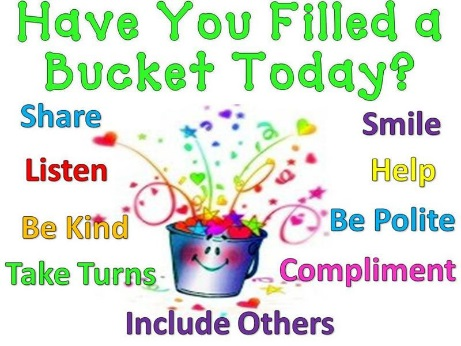 Have You Filled a
Bucket Today?
Share
Smile
Listen
Help
Be Kind
Be Polite
Take Turns
Compliment
Include Others